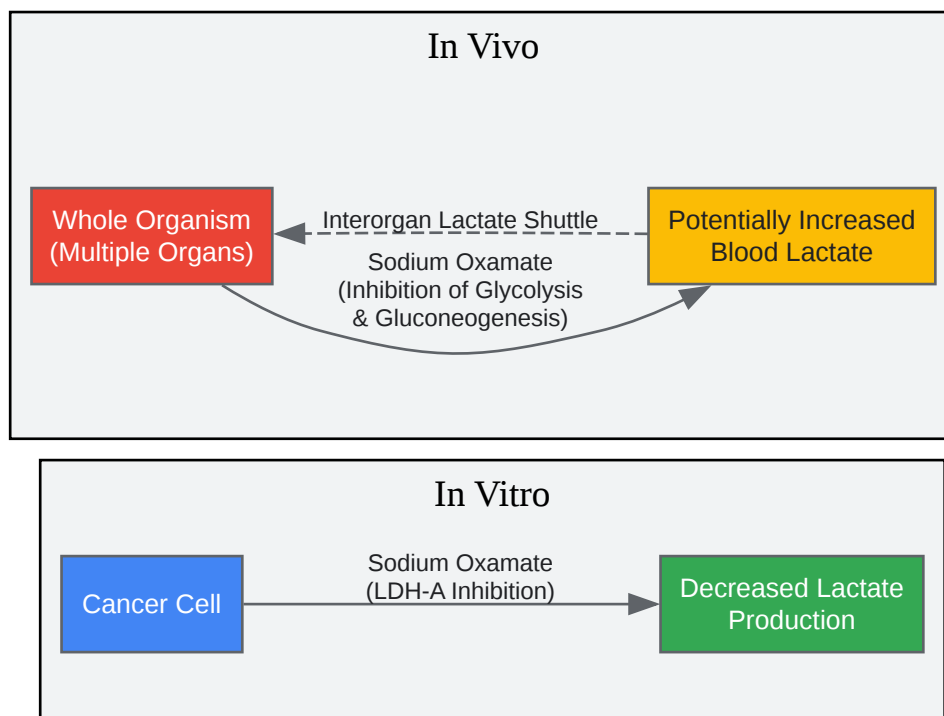 In Vivo
Whole Organism
(Multiple Organs)
Interorgan Lactate Shuttle
Sodium Oxamate
(Inhibition of Glycolysis
& Gluconeogenesis)
Potentially Increased
Blood Lactate
In Vitro
Cancer Cell
Sodium Oxamate
(LDH-A Inhibition)
Decreased Lactate
Production